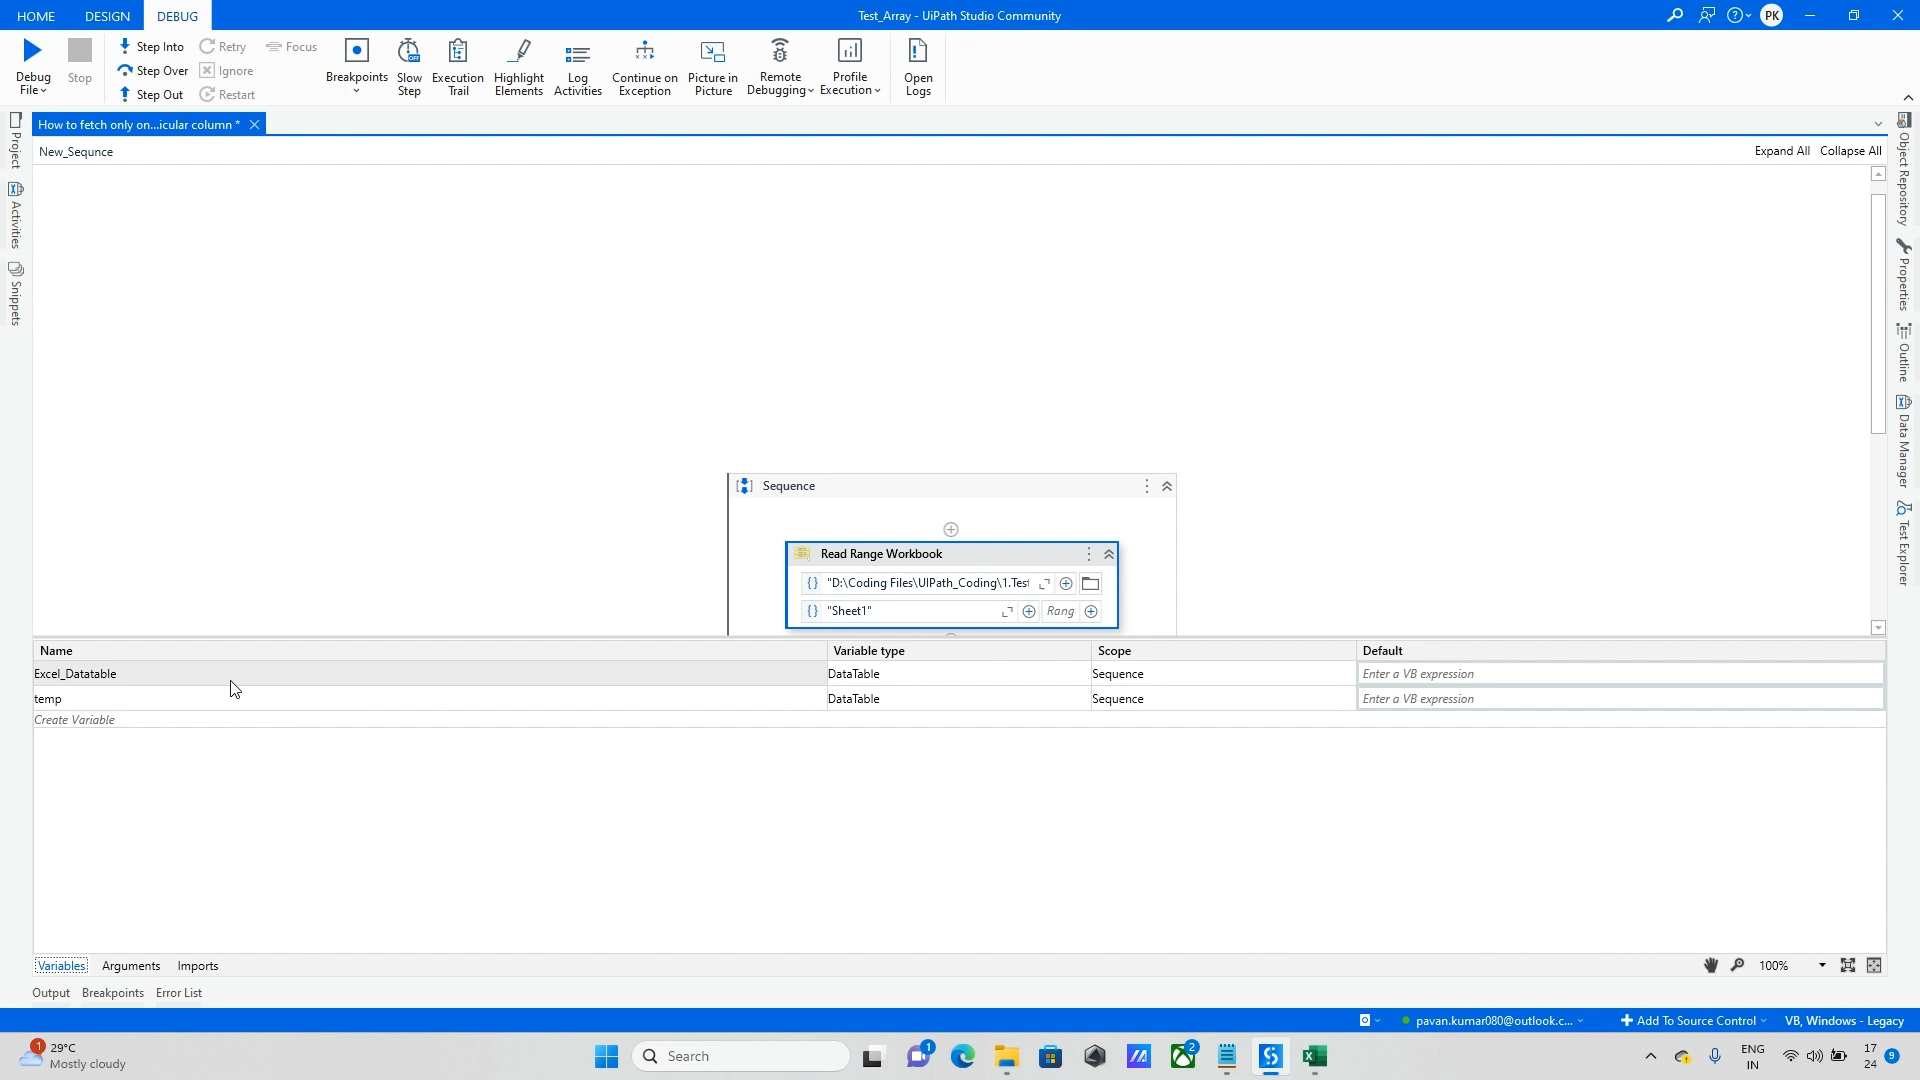 HOME DESIGN DEBUG
Test_Array - UiPath Studio Community
PK
Debug File
Stop
Step Into
Step Over
Step Out
Retry
Ignore
Restart
Focus
Breakpoints
Slow Step
Execution Trail
Highlight Elements
Log Activities
Continue on Exception
Picture in Picture
Remote Debugging
Profile Execution
Open Logs
How to fetch only on...icular column *
New_Sequnce
Expand All Collapse All
Project
Activities
Snippets
Object Repository
Properties
Outline
Data Manager
Test Explorer
Sequence
Read Range Workbook
"D:\Coding Files\UIPath_Coding\1.Test
"Sheet1"
Rang
Name Variable type Scope Default
Excel_Datatable DataTable Sequence Enter a VB expression
temp DataTable Sequence Enter a VB expression
Create Variable
Variables Arguments Imports
100%
Output Breakpoints Error List
pavan.kumar080@outlook.c...
Add To Source Control
VB, Windows - Legacy
1
29°C
Mostly cloudy
Search
1
2
ENG
IN
17
24
9